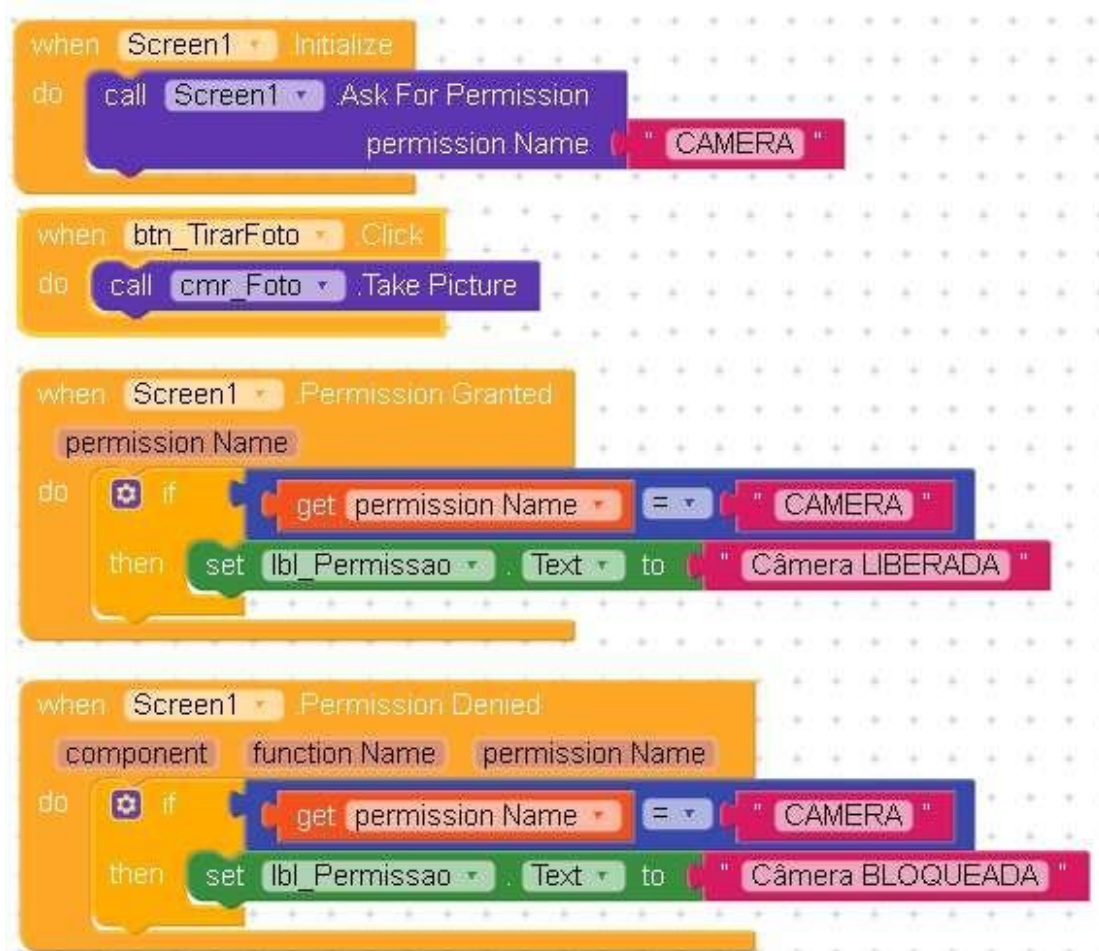 when Screen1 .Initialize
do call Screen1 .Ask For Permission
permission Name " CAMERA "
when btn_TirarFoto .Click
do call cmr_Foto .Take Picture
when Screen1 .Permission Granted
permission Name
do if get permission Name = " CAMERA "
then set lbl_Permissao . Text to " Câmera LIBERADA "
when Screen1 .Permission Denied
component function Name permission Name
do if get permission Name = " CAMERA "
then set lbl_Permissao . Text to " Câmera BLOQUEADA "